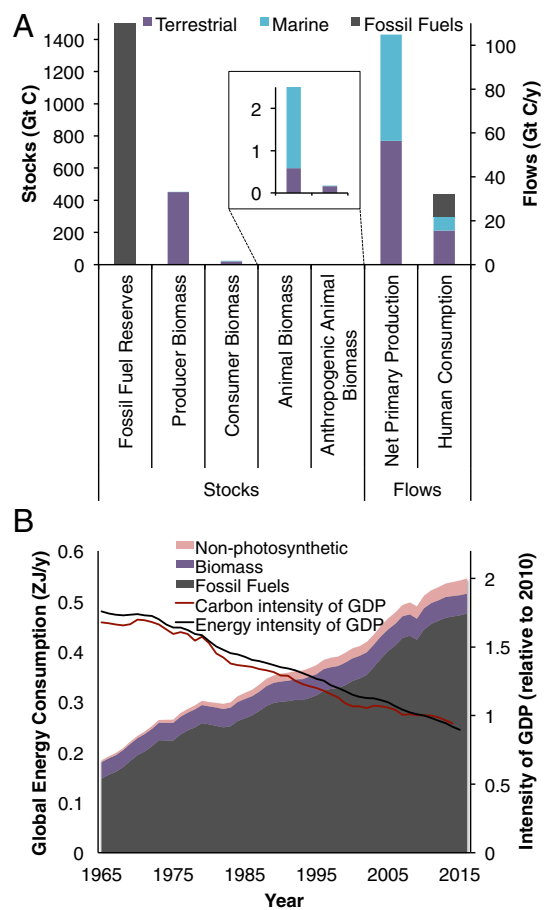 A
Terrestrial Marine Fossil Fuels
Stocks (Gt C)
1400
1200
1000
800
600
400
200
0
2
1
0
Flows (Gt C/y)
100
80
60
40
20
0
Fossil Fuel Reserves
Producer Biomass
Consumer Biomass
Animal Biomass
Anthropogenic Animal
Biomass
Net Primary Production
Human Consumption
Stocks Flows
B
Non-photosynthetic
Biomass
Fossil Fuels
Carbon intensity of GDP
Energy intensity of GDP
Global Energy Consumption (ZJ/y)
0.6
0.5
0.4
0.3
0.2
0.1
0
Intensity of GDP (relative to 2010)
2
1.5
1
0.5
0
1965 1975 1985 1995 2005 2015
Year